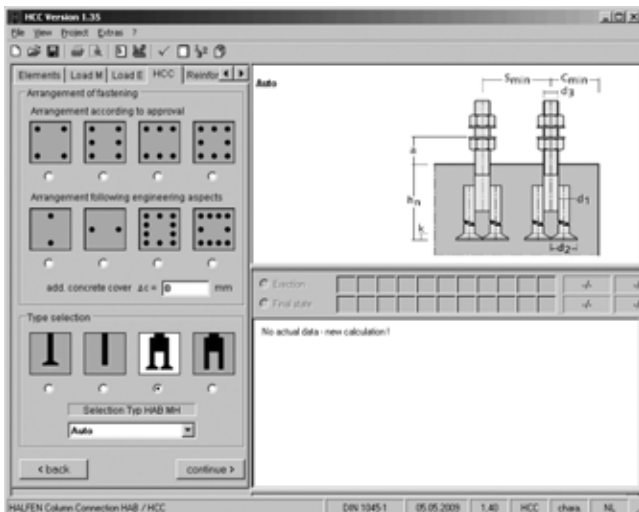 HCC Version 1.35
File View Project Extras ?
Elements Load M Load E HCC Reinfor
Arrangement of fastening
Arrangement according to approval
Arrangement following engineering aspects
add. concrete cover Δc = 0 mm
Type selection
Selection Typ HAB MH
Auto
< back continue >
Auto
Smin Cmin
d3
hn
d1
k
d2
Erection -/- -/-
Final state -/- -/-
No actual data - new calculation !
HALFEN Column Connection HAB / HCC DIN 1045-1 05.05.2009 1.40 HCC chara. NL